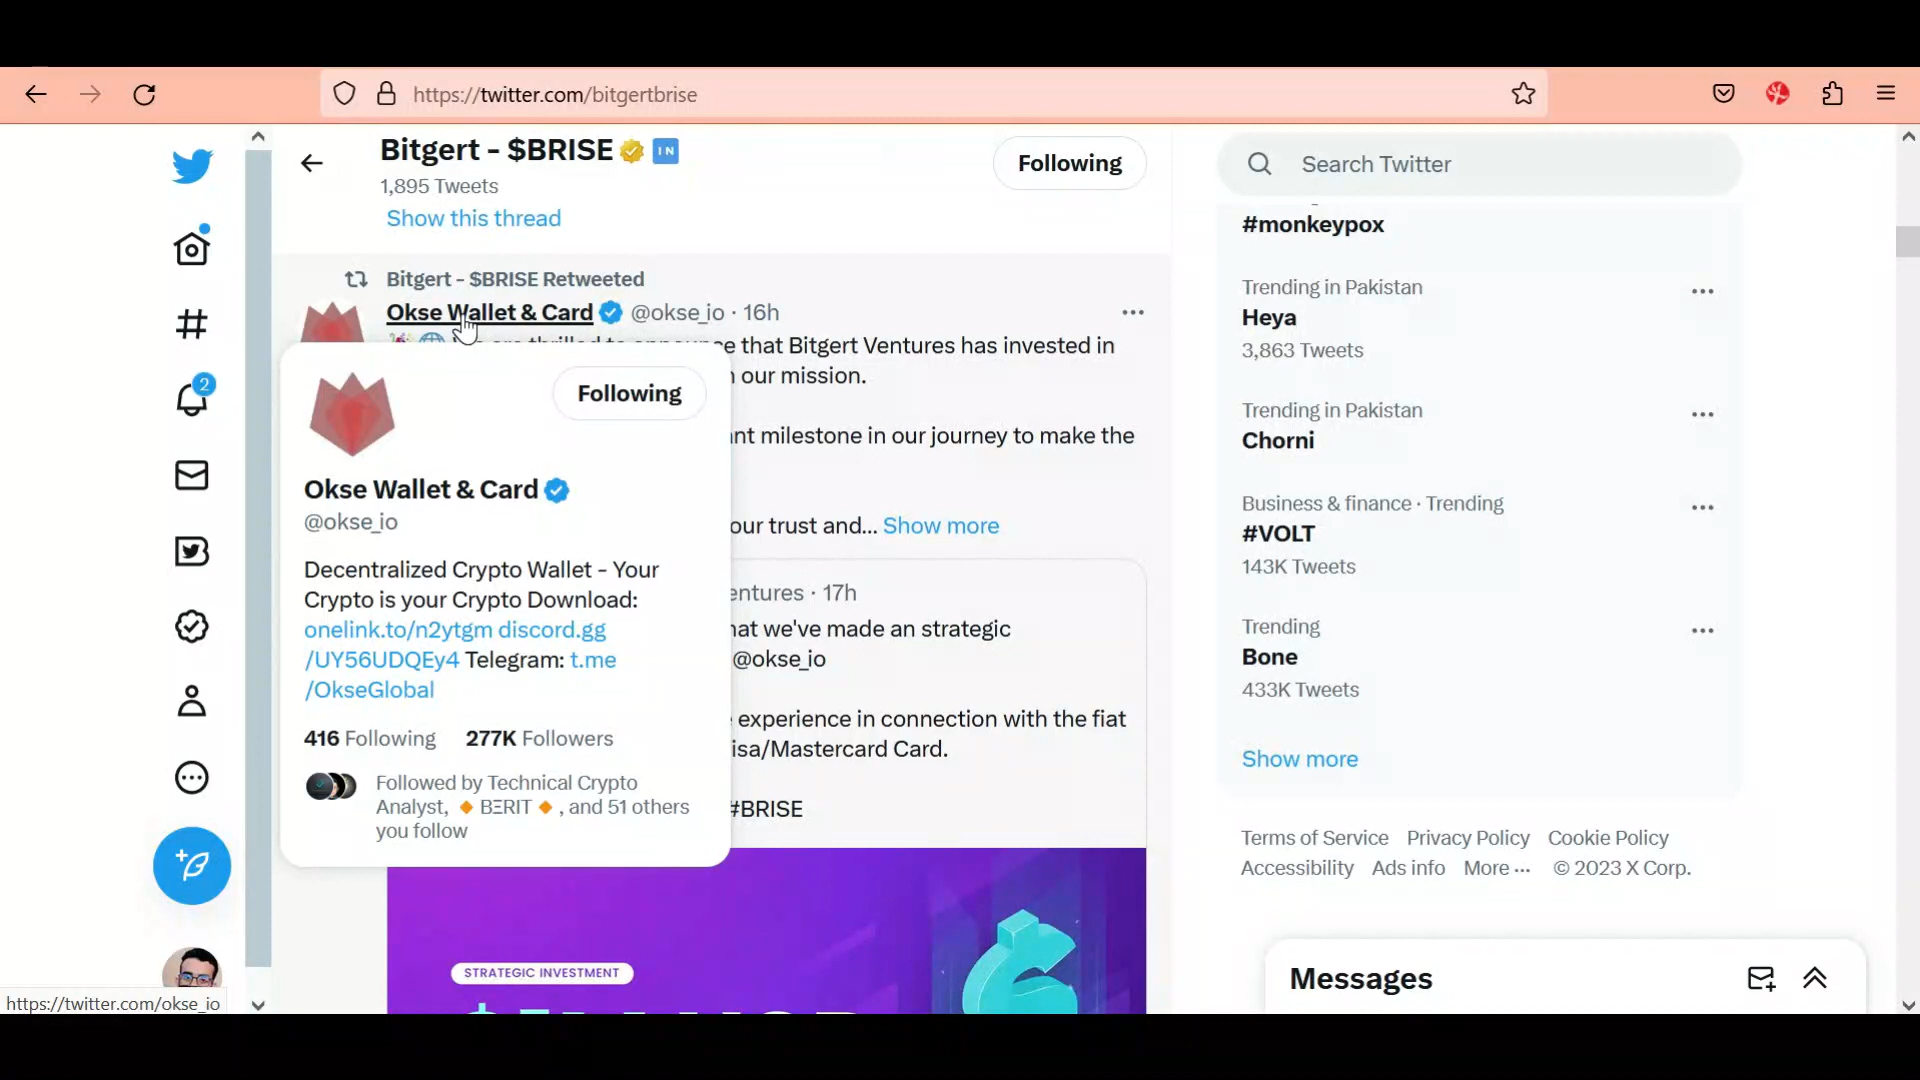 https://twitter.com/bitgertbrise
Bitgert - $BRISE IN
1,895 Tweets
Following
Show this thread
Bitgert - $BRISE Retweeted
Okse Wallet & Card @okse_io · 16h
that Bitgert Ventures has invested in
our mission.
milestone in our journey to make the
our trust and... Show more
· 17h
we've made an strategic
@okse_io
experience in connection with the fiat
Card.
#BRISE
STRATEGIC INVESTMENT
Following
Okse Wallet & Card
@okse_io
Decentralized Crypto Wallet - Your
Crypto is your Crypto Download:
onelink.to/n2ytgm discord.gg
/UY56UDQEy4 Telegram: t.me
/OkseGlobal
416 Following 277K Followers
Followed by Technical Crypto
Analyst, 🔸 BΞRIT 🔸, and 51 others
you follow
2
https://twitter.com/okse_io
Search Twitter
#monkeypox
Trending in Pakistan
Heya
3,863 Tweets
Trending in Pakistan
Chorni
Business & finance · Trending
#VOLT
143K Tweets
Trending
Bone
433K Tweets
Show more
Terms of Service Privacy Policy Cookie Policy
Accessibility Ads info More ··· © 2023 X Corp.
Messages